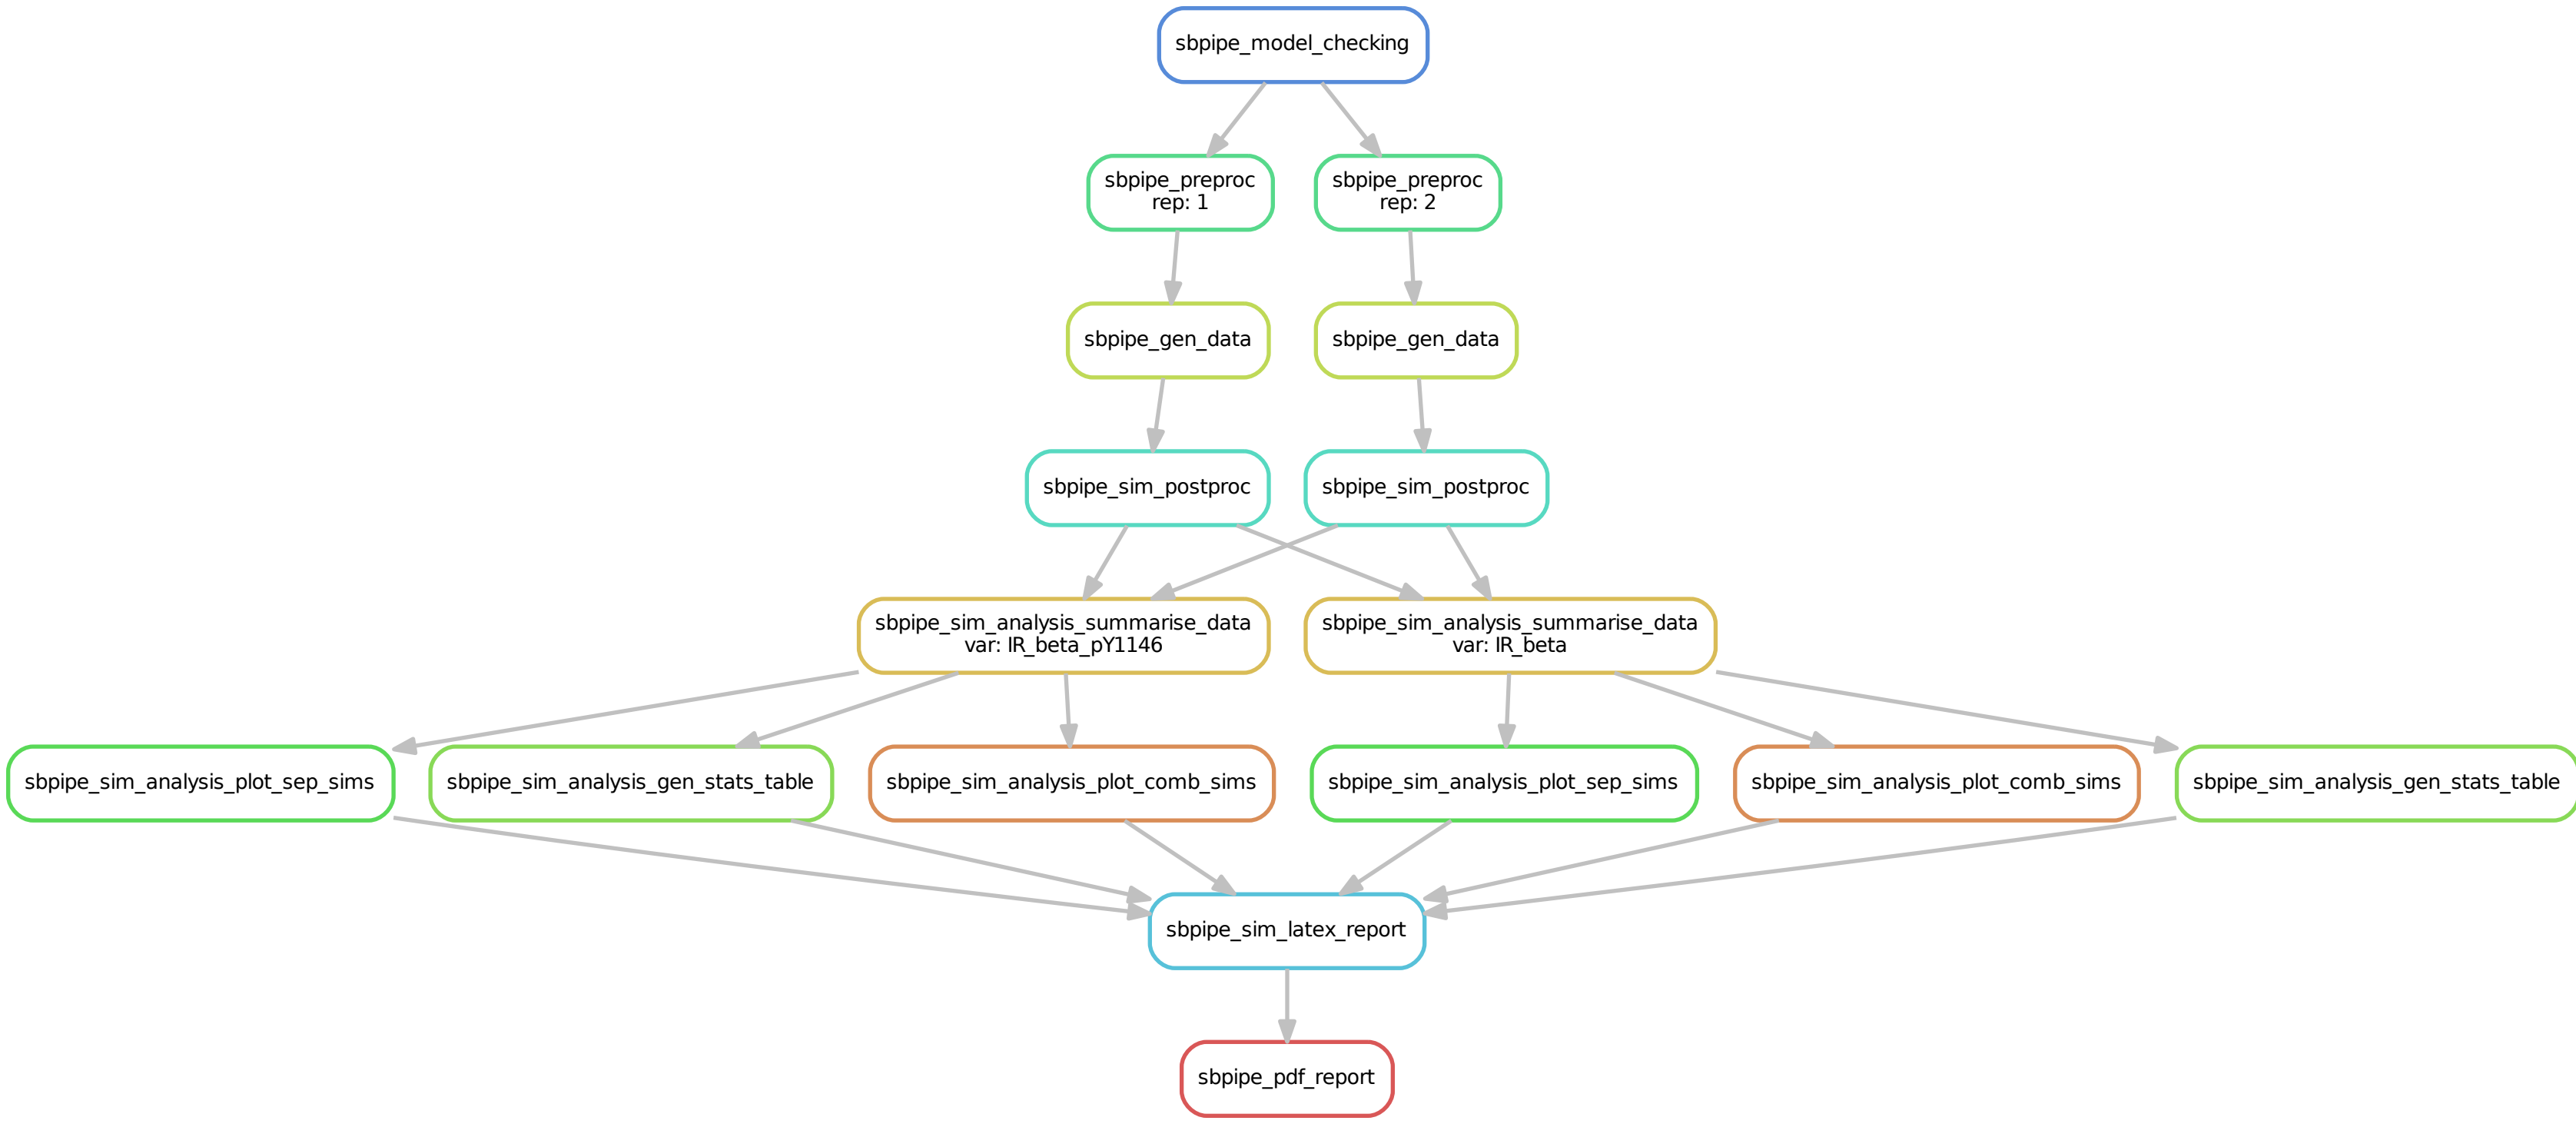 sbpipe_model_checking
sbpipe_preproc
rep: 1
sbpipe_preproc
rep: 2
sbpipe_gen_data
sbpipe_gen_data
sbpipe_sim_postproc
sbpipe_sim_postproc
sbpipe_sim_analysis_summarise_data
var: IR_beta_pY1146
sbpipe_sim_analysis_summarise_data
var: IR_beta
sbpipe_sim_analysis_plot_sep_sims
sbpipe_sim_analysis_gen_stats_table
sbpipe_sim_analysis_plot_comb_sims
sbpipe_sim_analysis_plot_sep_sims
sbpipe_sim_analysis_plot_comb_sims
sbpipe_sim_analysis_gen_stats_table
sbpipe_sim_latex_report
sbpipe_pdf_report